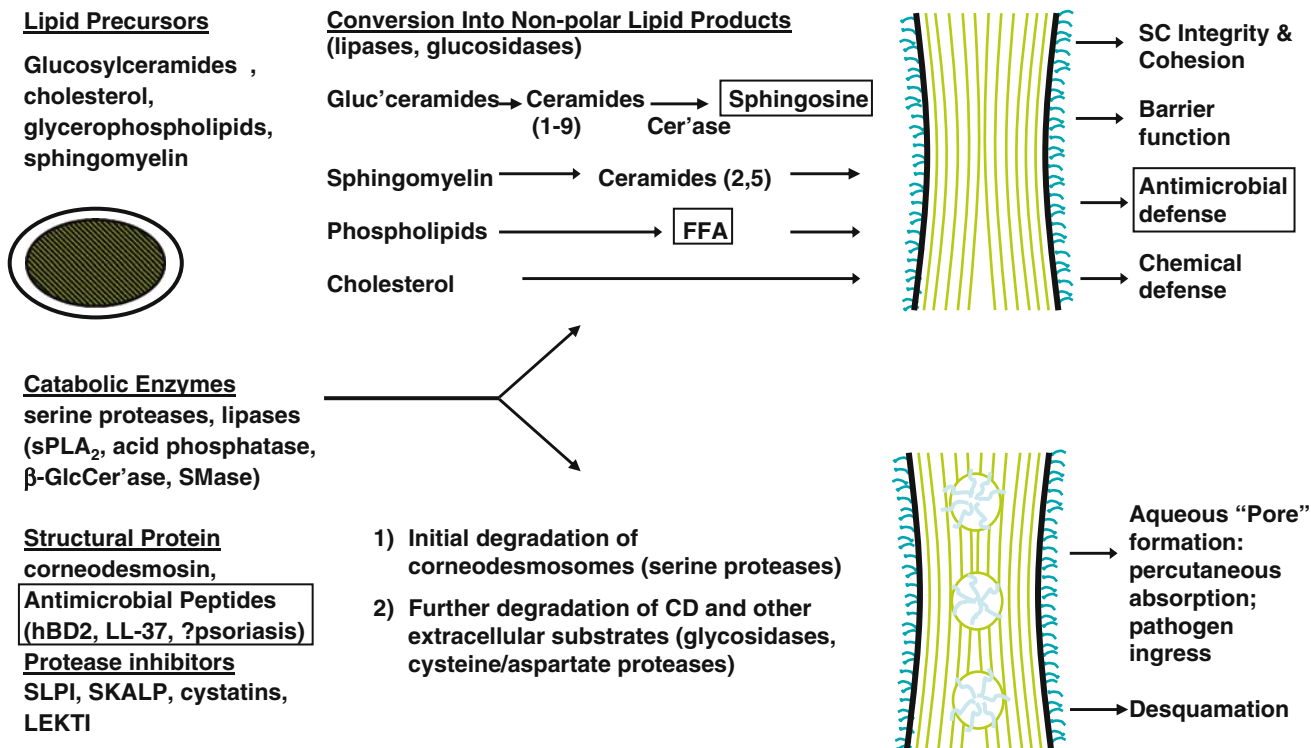 Lipid Precursors
Glucosylceramides ,
cholesterol,
glycerophospholipids,
sphingomyelin
Conversion Into Non-polar Lipid Products
(lipases, glucosidases)
Gluc'ceramides Ceramides Sphingosine
(1-9) Cer'ase
Sphingomyelin Ceramides (2,5)
Phospholipids FFA
Cholesterol
SC Integrity &
Cohesion
Barrier
function
Antimicrobial
defense
Chemical
defense
Catabolic Enzymes
serine proteases, lipases
(sPLA₂, acid phosphatase,
β-GlcCer'ase, SMase)
Structural Protein
corneodesmosin,
Antimicrobial Peptides
(hBD2, LL-37, ?psoriasis)
Protease inhibitors
SLPI, SKALP, cystatins,
LEKTI
1) Initial degradation of
corneodesmosomes (serine proteases)
2) Further degradation of CD and other
extracellular substrates (glycosidases,
cysteine/aspartate proteases)
Aqueous “Pore”
formation:
percutaneous
absorption;
pathogen
ingress
Desquamation